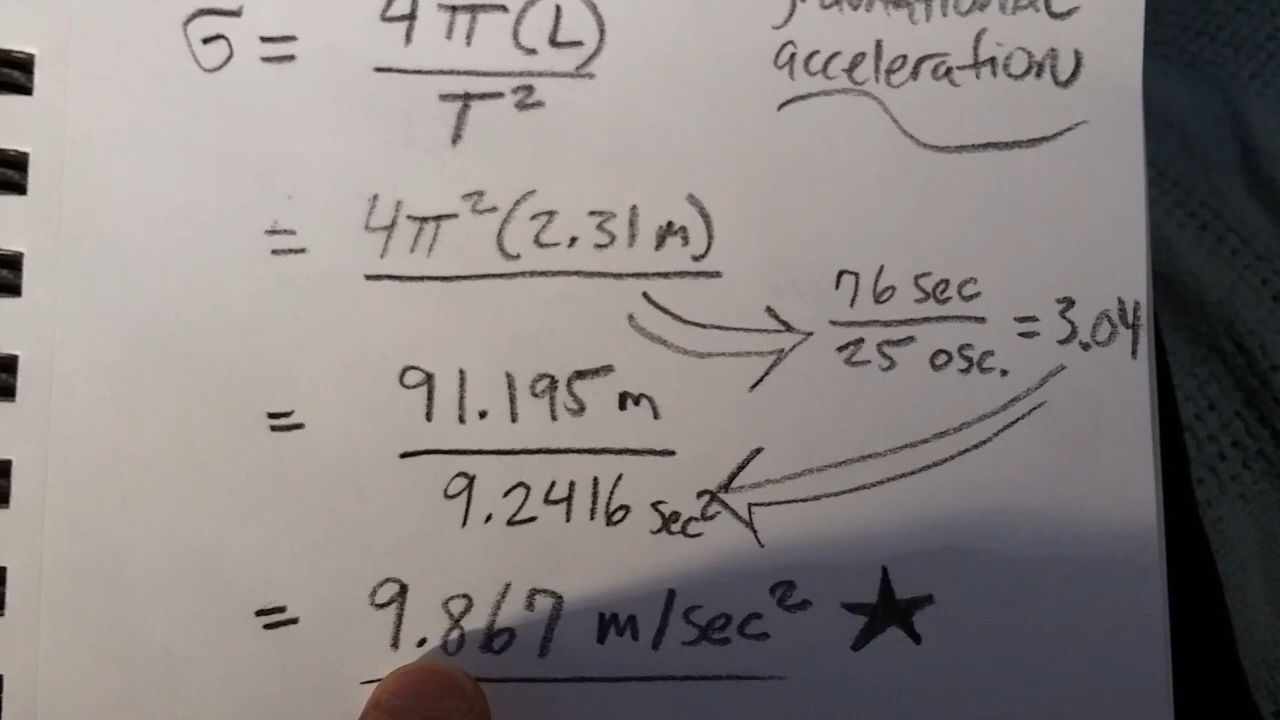 G = 4π(L)
T²
acceleration
= 4π²(2.31m)
76 sec
25 osc. = 3.04
= 91.195m
9.2416 sec²
= 9.867 m/sec² ★